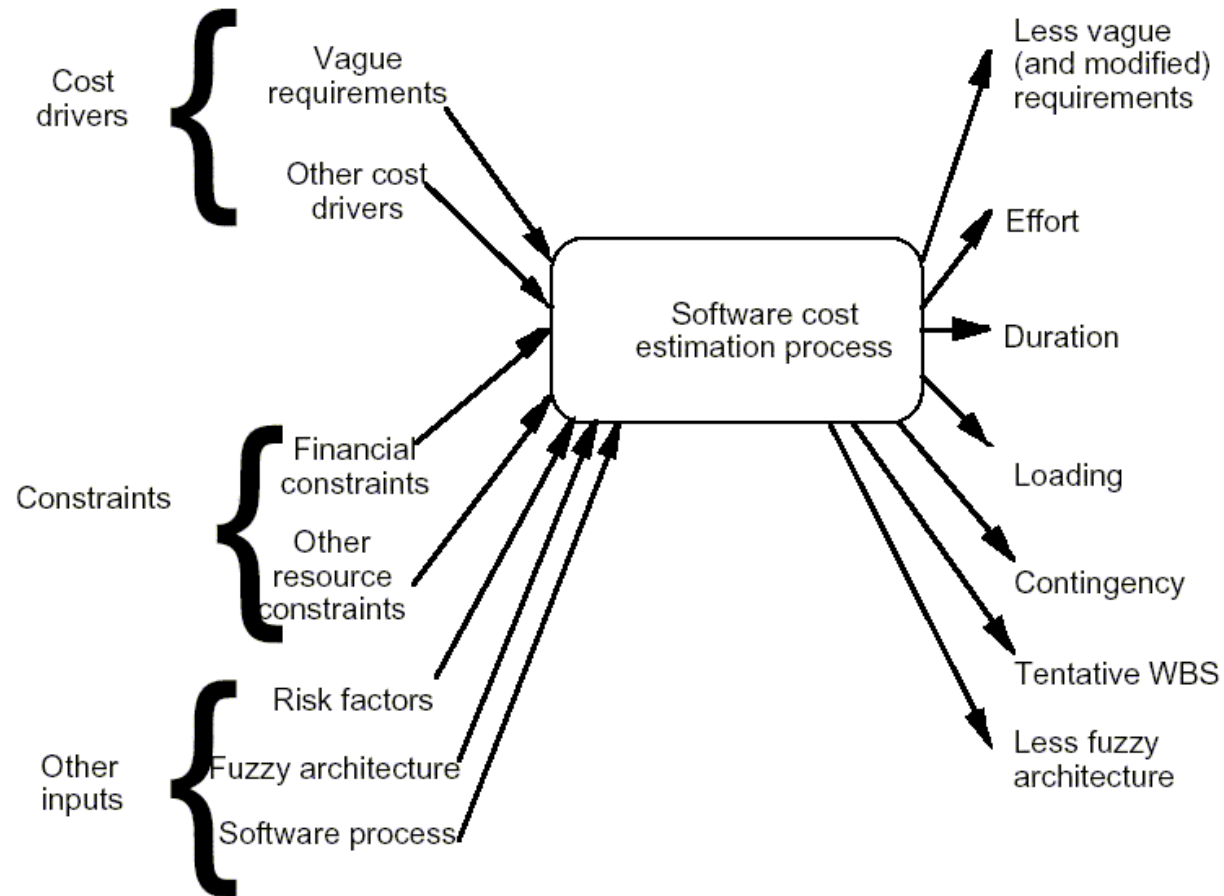 Cost
drivers
Vague
requirements
Other cost
drivers
Constraints
Financial
constraints
Other
resource
constraints
Other
inputs
Risk factors
Fuzzy architecture
Software process
Software cost
estimation process
Less vague
(and modified)
requirements
Effort
Duration
Loading
Contingency
Tentative WBS
Less fuzzy
architecture